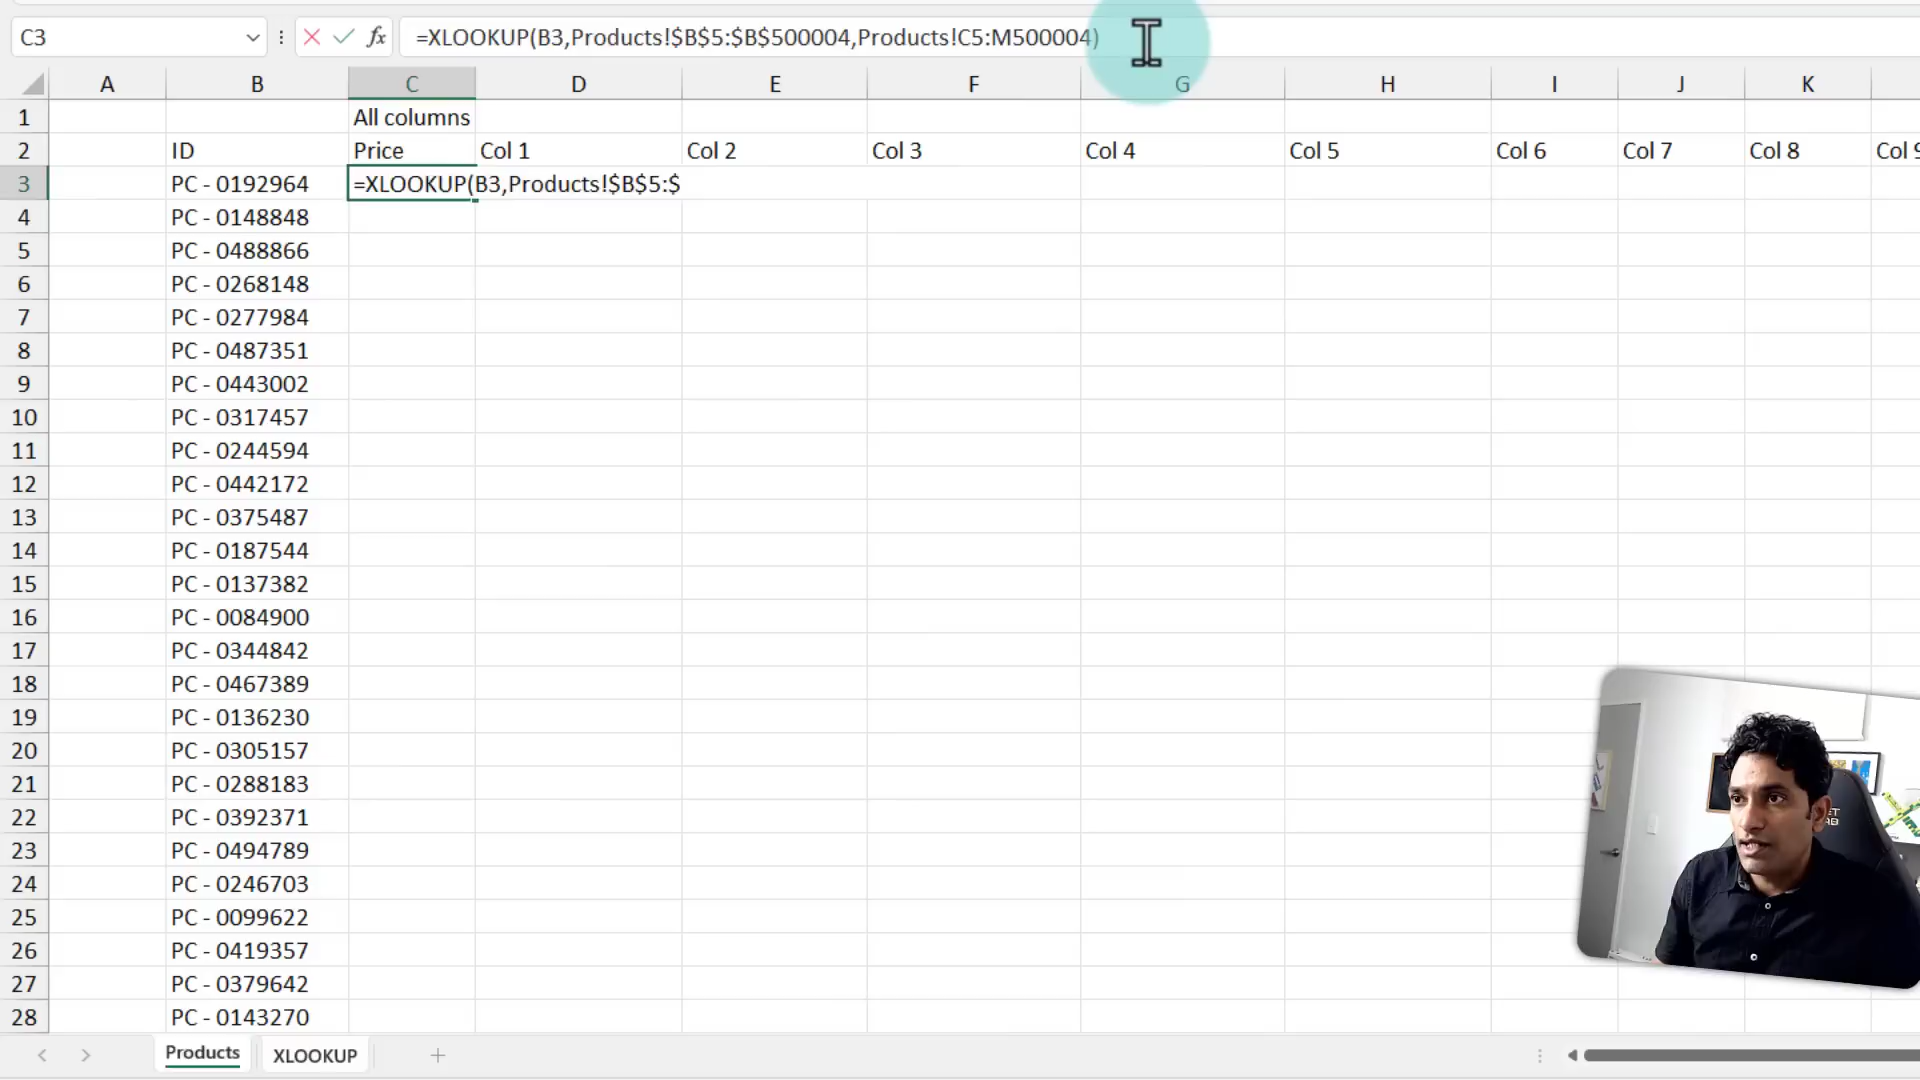 C3 fx =XLOOKUP(B3,Products!$B$5:$B$500004,Products!C5:M500004)
A B C D E F G H I J K
1 All columns
2 ID Price Col 1 Col 2 Col 3 Col 4 Col 5 Col 6 Col 7 Col 8 Col 9
3 PC - 0192964 =XLOOKUP(B3,Products!$B$5:$
4 PC - 0148848
5 PC - 0488866
6 PC - 0268148
7 PC - 0277984
8 PC - 0487351
9 PC - 0443002
10 PC - 0317457
11 PC - 0244594
12 PC - 0442172
13 PC - 0375487
14 PC - 0187544
15 PC - 0137382
16 PC - 0084900
17 PC - 0344842
18 PC - 0467389
19 PC - 0136230
20 PC - 0305157
21 PC - 0288183
22 PC - 0392371
23 PC - 0494789
24 PC - 0246703
25 PC - 0099622
26 PC - 0419357
27 PC - 0379642
28 PC - 0143270
Products XLOOKUP